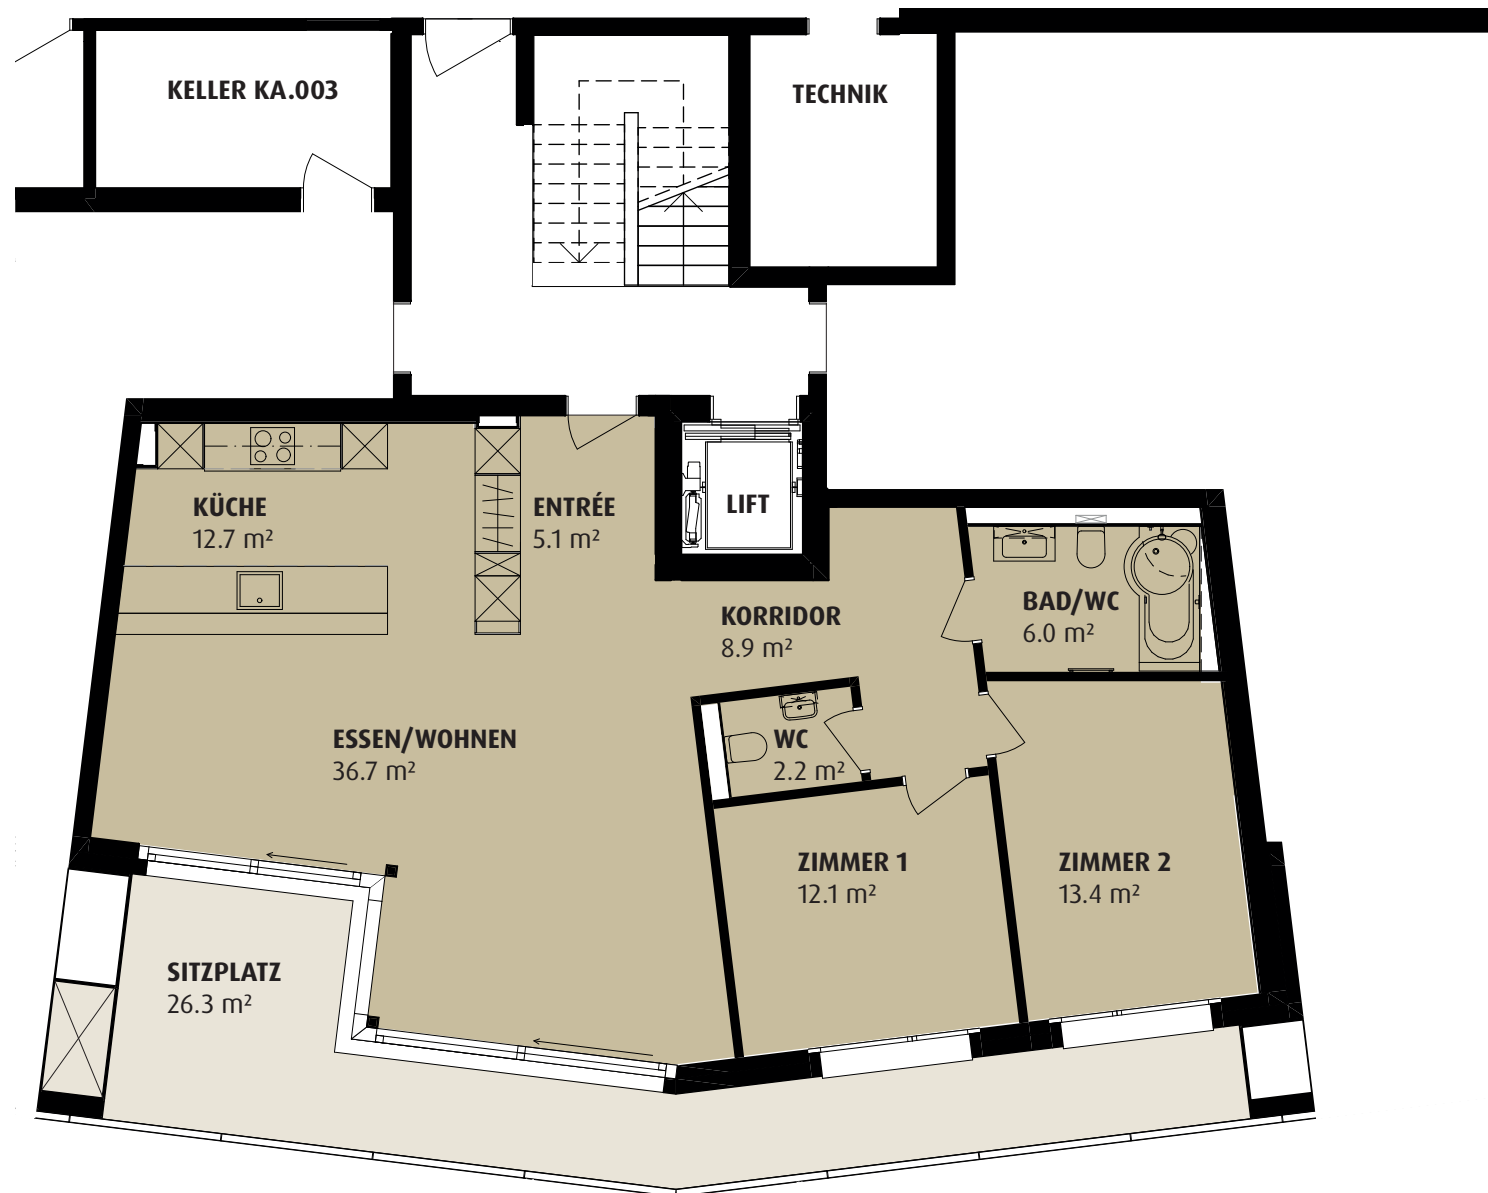 KELLER KA.003
TECHNIK
KÜCHE
12.7 m²
ENTRÉE
5.1 m²
LIFT
KORRIDOR
8.9 m²
BAD/WC
6.0 m²
ESSEN/WOHNEN
36.7 m²
WC
2.2 m²
ZIMMER 1
12.1 m²
ZIMMER 2
13.4 m²
SITZPLATZ
26.3 m²